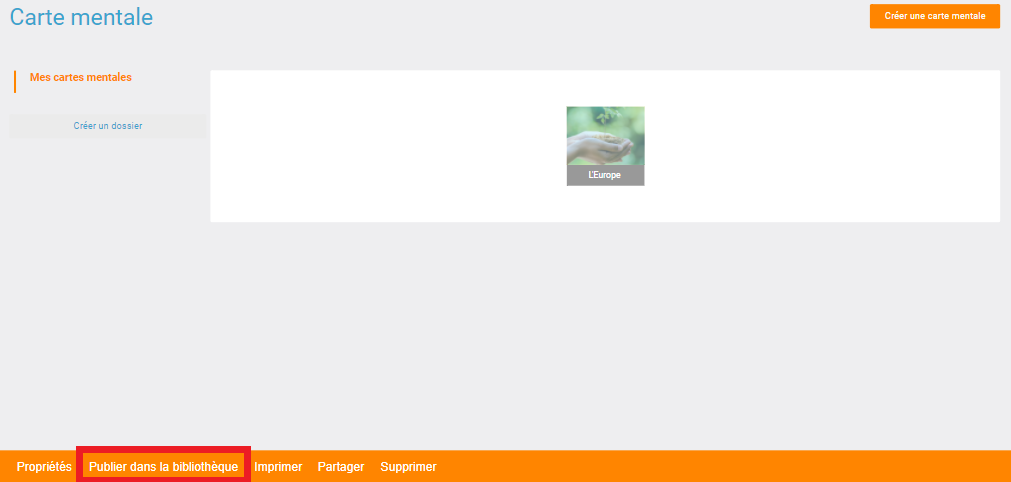 Carte mentale
Créer une carte mentale
Mes cartes mentales
Créer un dossier
L'Europe
Propriétés Publier dans la bibliothèque Imprimer Partager Supprimer